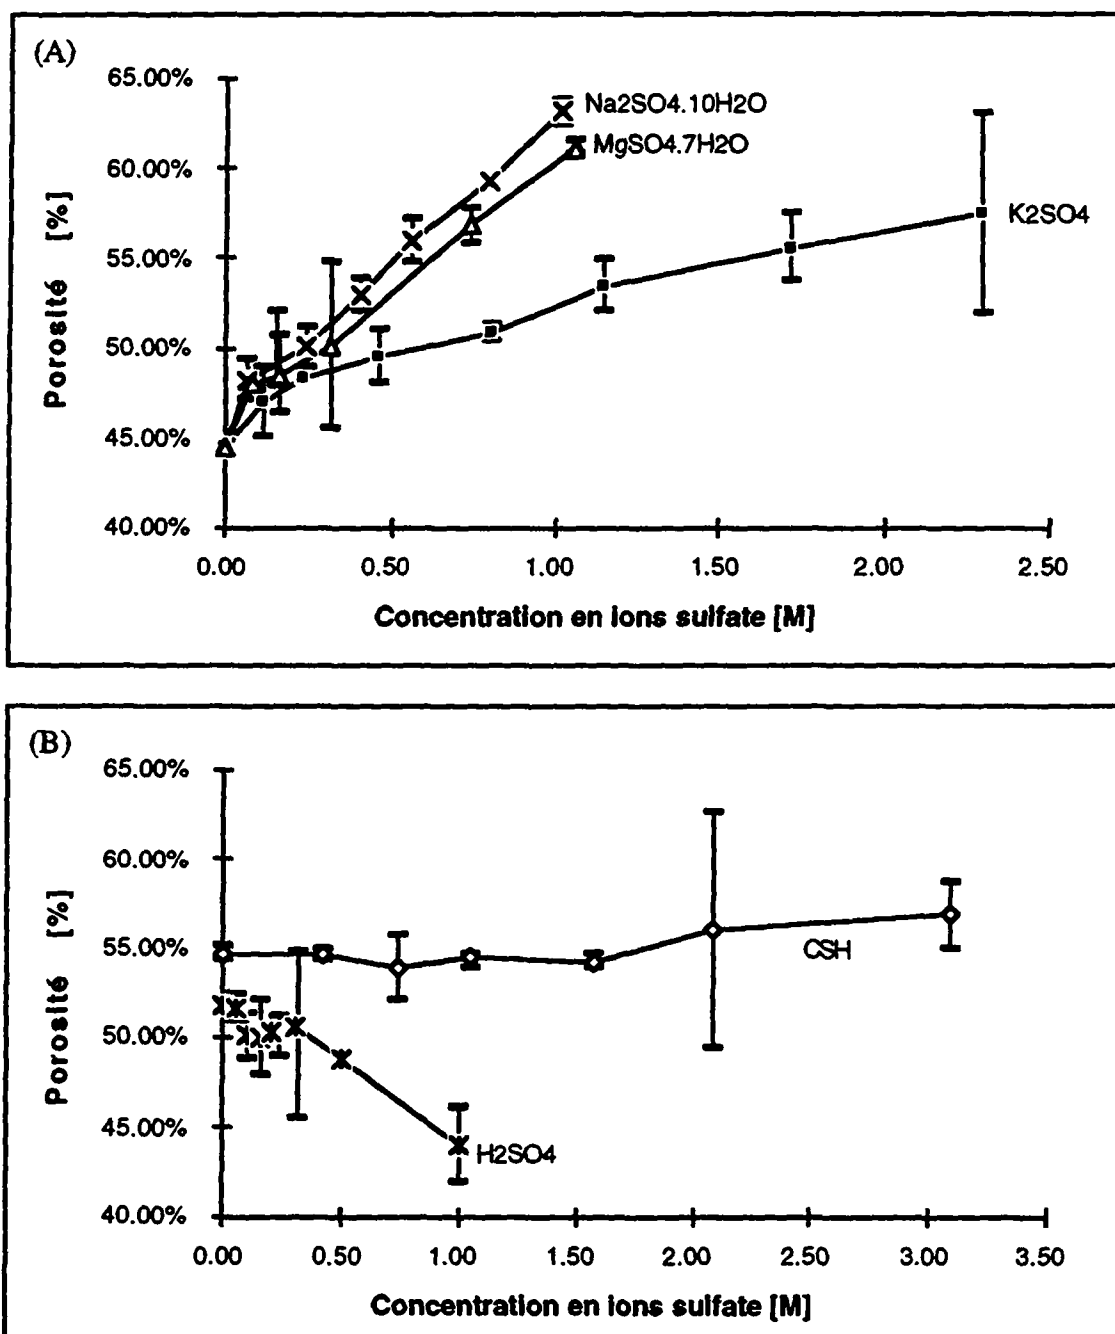 (A)
65.00%
60.00%
55.00%
50.00%
45.00%
40.00%
Porosité [%]
Na2SO4.10H2O
MgSO4.7H2O
K2SO4
0.00 0.50 1.00 1.50 2.00 2.50
Concentration en ions sulfate [M]
(B)
65.00%
60.00%
55.00%
50.00%
45.00%
40.00%
Porosité [%]
CSH
H2SO4
0.00 0.50 1.00 1.50 2.00 2.50 3.00 3.50
Concentration en ions sulfate [M]